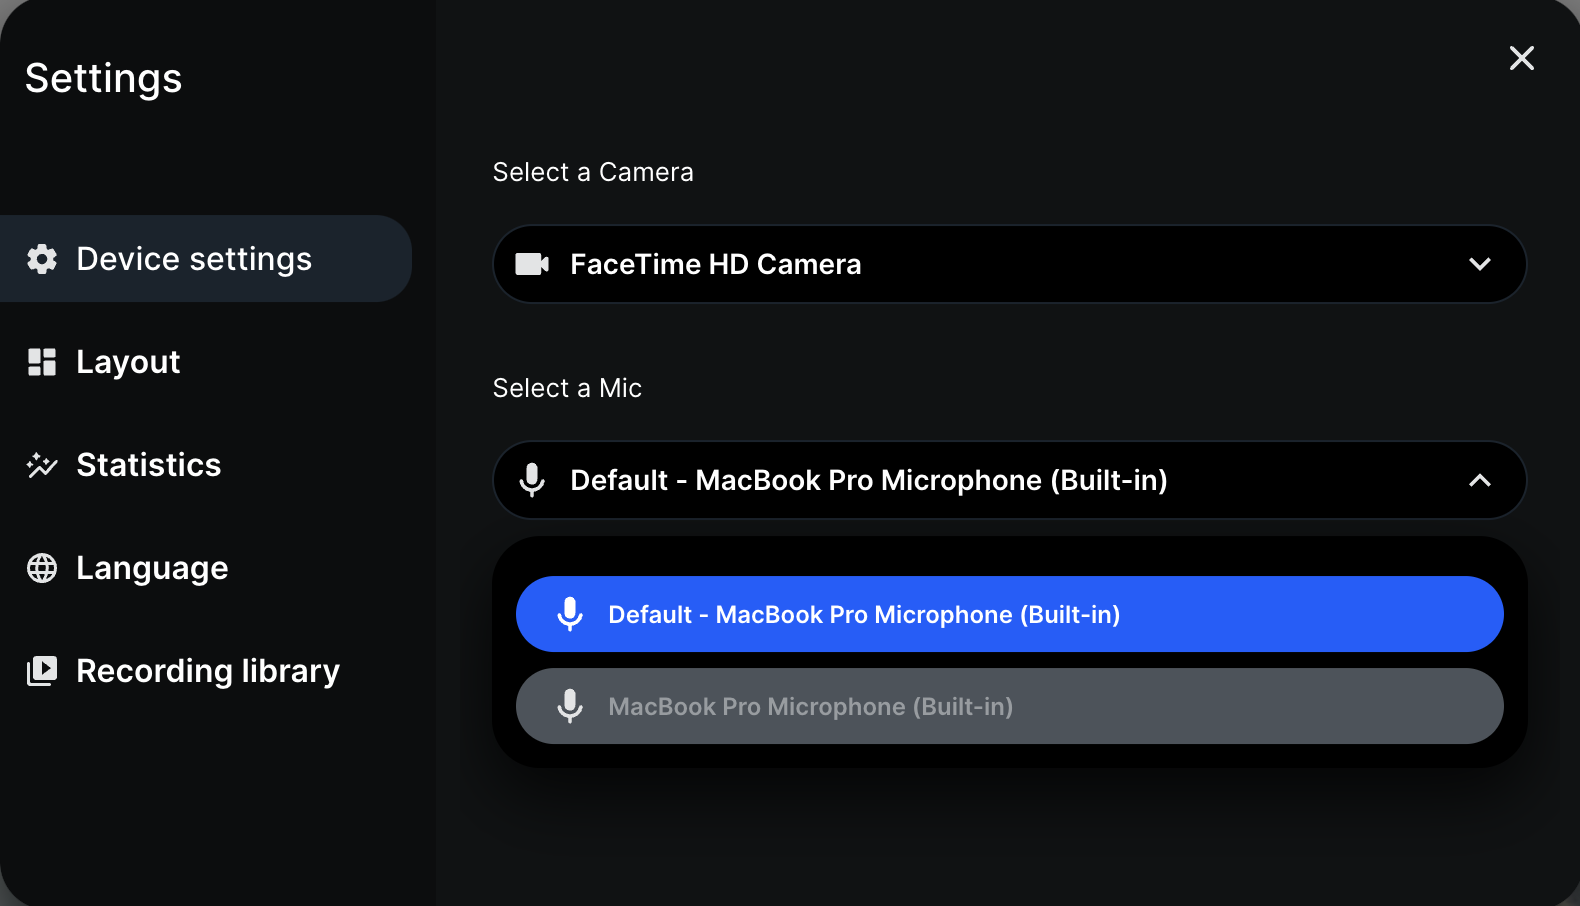 Settings
Device settings
Layout
Statistics
Language
Recording library
Select a Camera
FaceTime HD Camera
Select a Mic
Default - MacBook Pro Microphone (Built-in)
Default - MacBook Pro Microphone (Built-in)
MacBook Pro Microphone (Built-in)